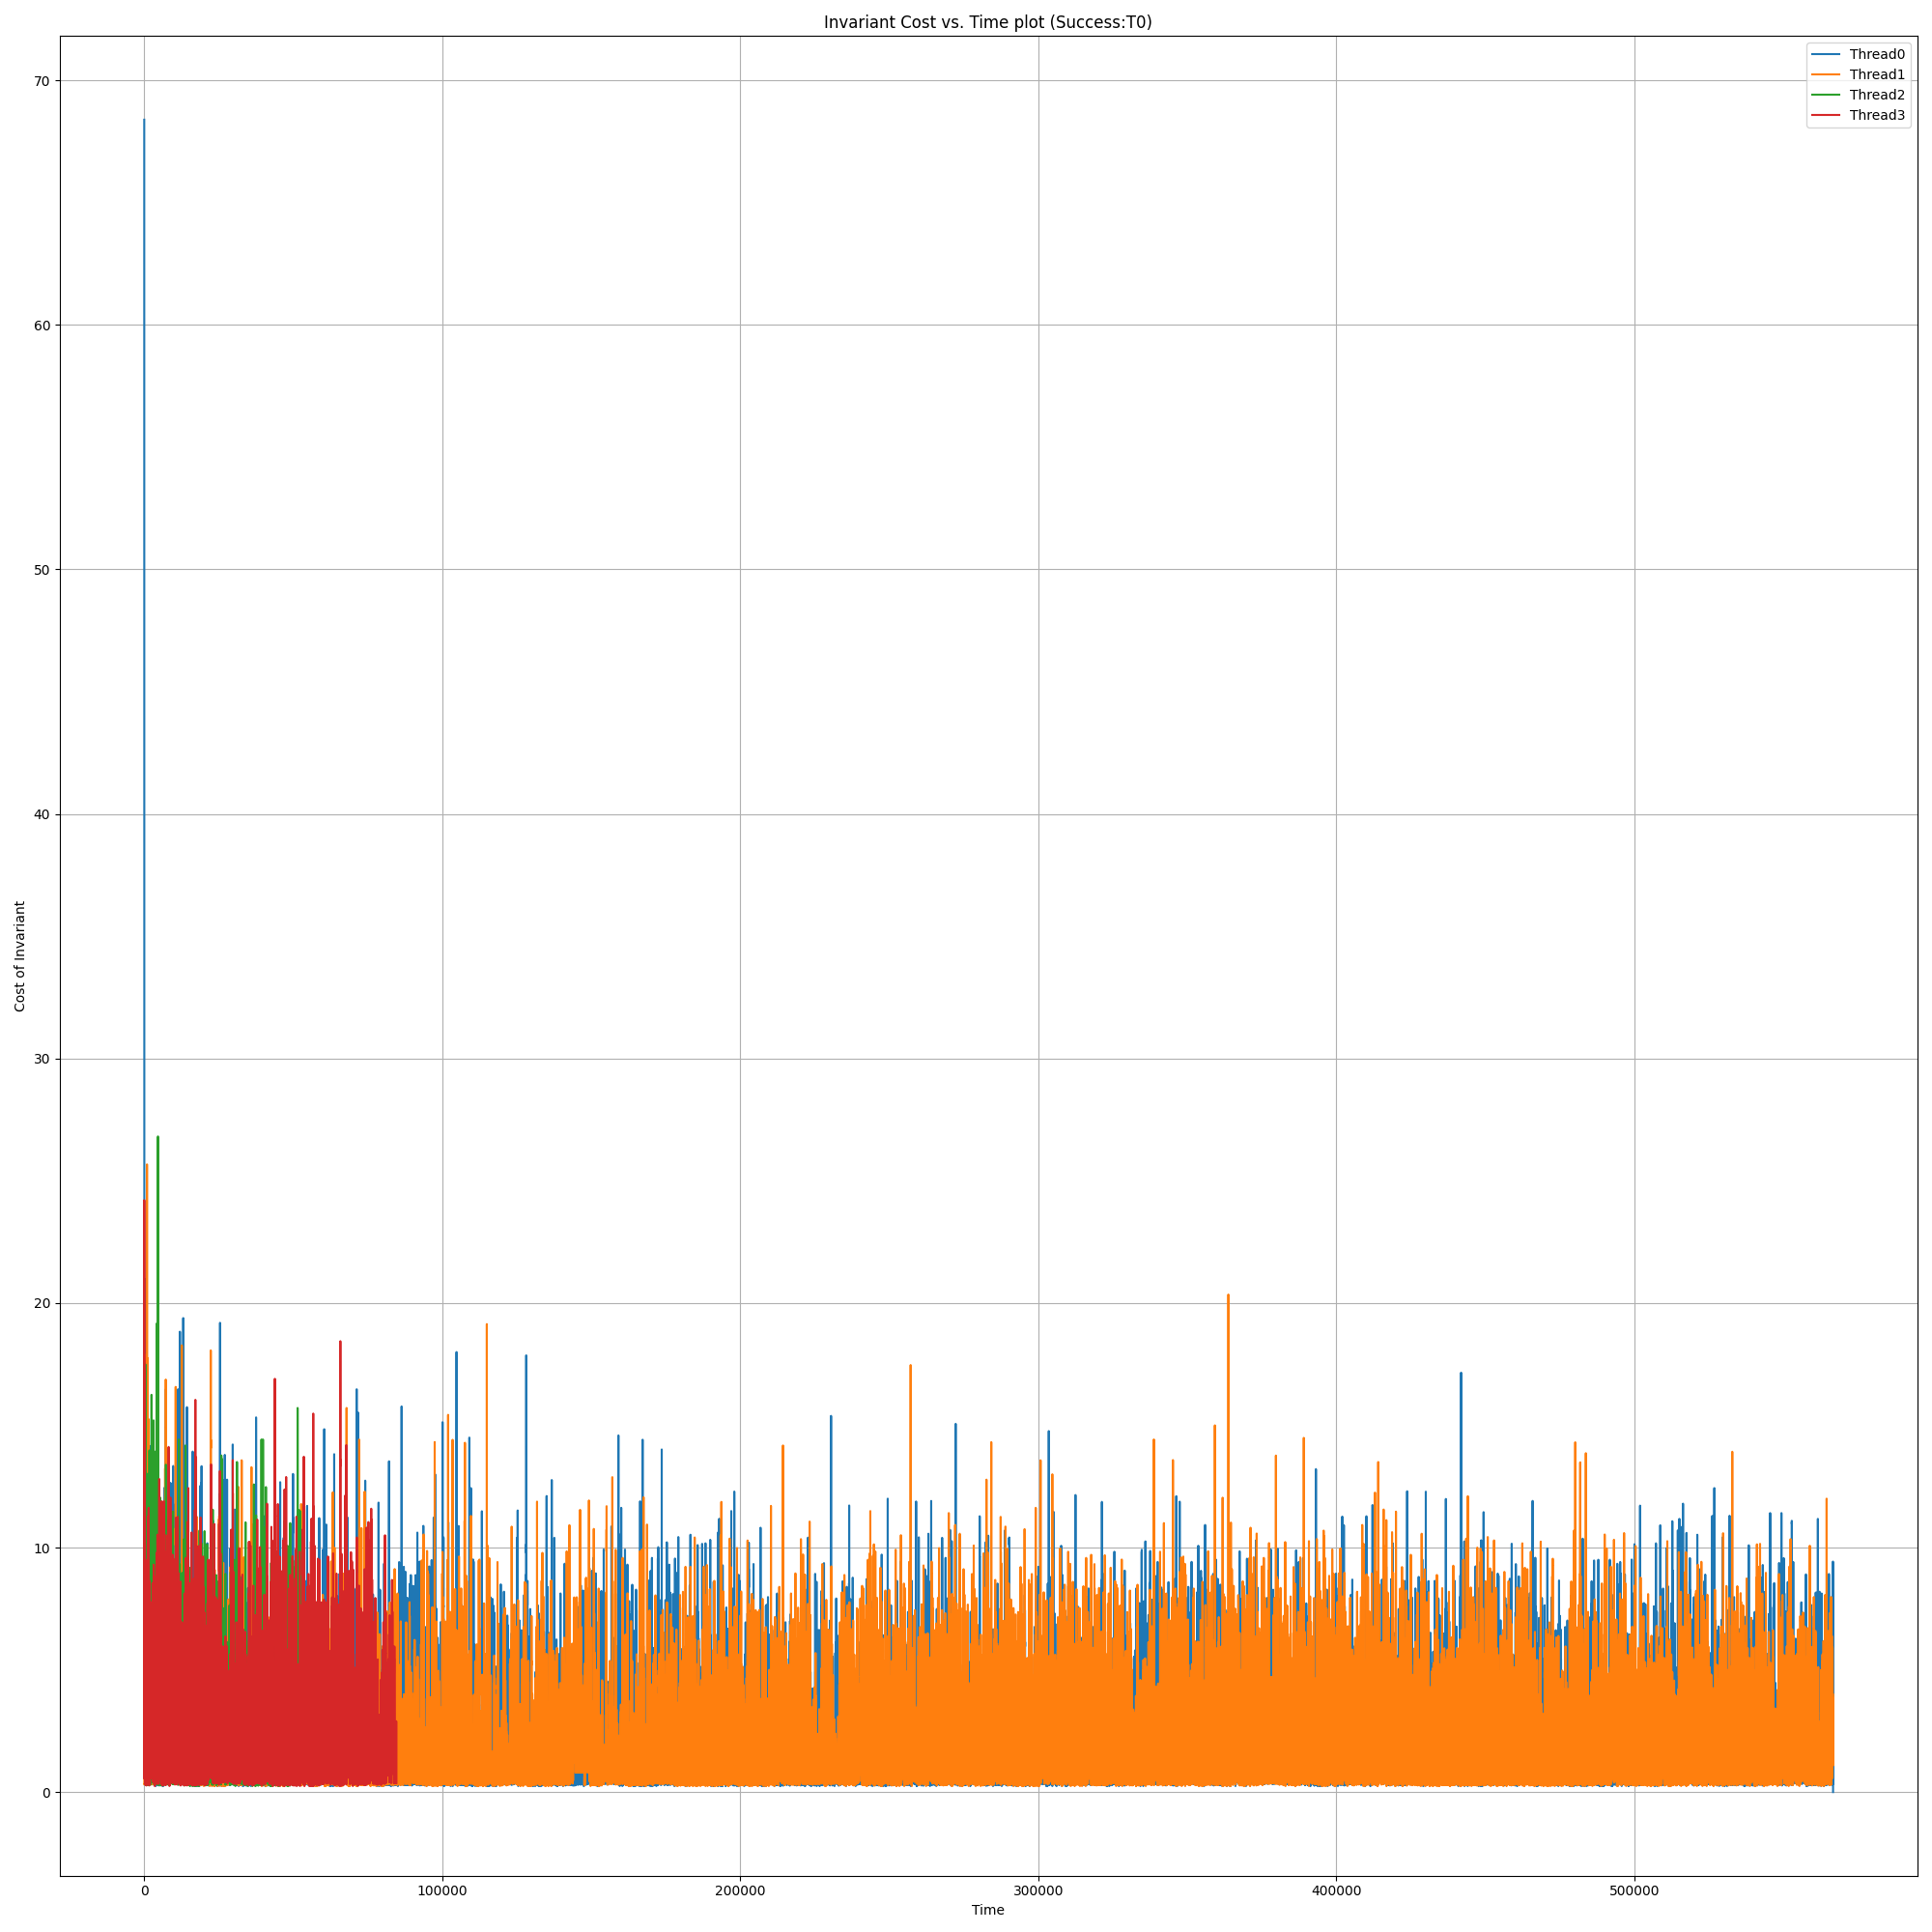 Invariant Cost vs. Time plot (Success:T0)
Thread0
Thread1
Thread2
Thread3
70
60
50
40
30
20
10
0
Cost of Invariant
0 100000 200000 300000 400000 500000
Time